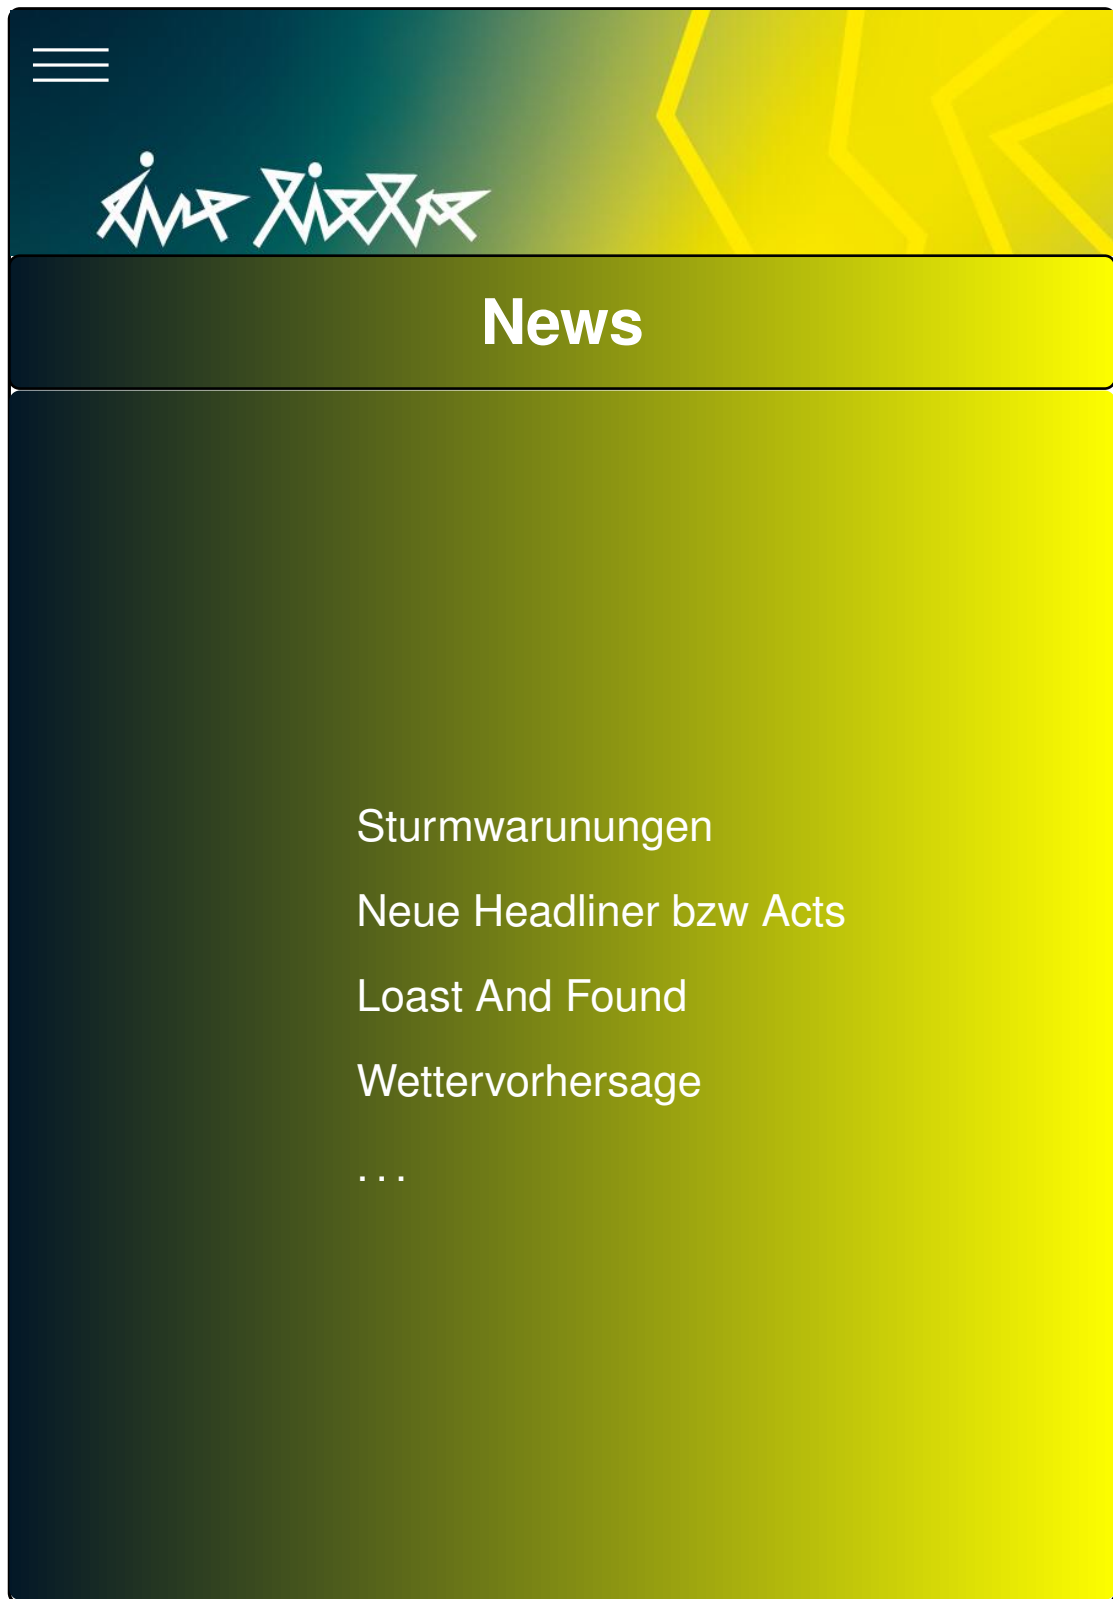 News
Sturmwarunungen
Neue Headliner bzw Acts
Loast And Found
Wettervorhersage
...